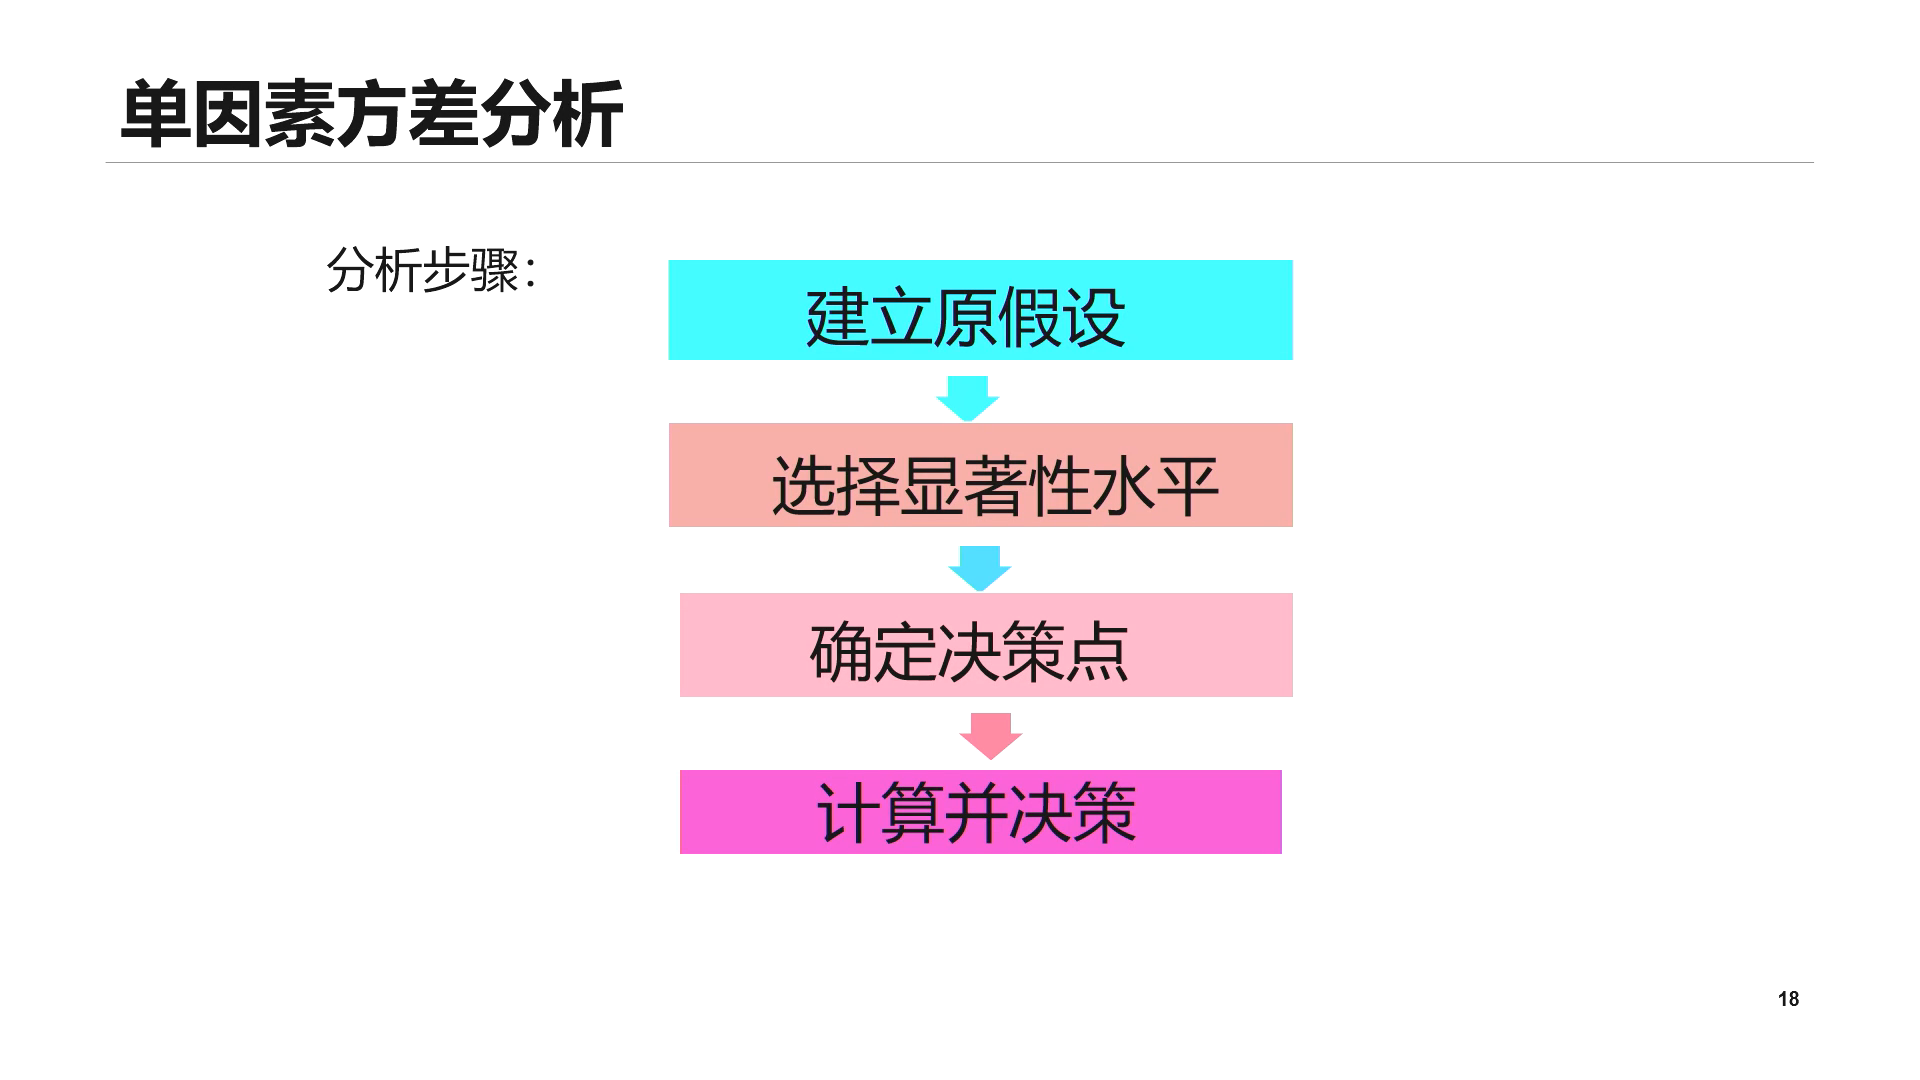 单因素方差分析
分析步骤：
建立原假设
选择显著性水平
确定决策点
计算并决策
18